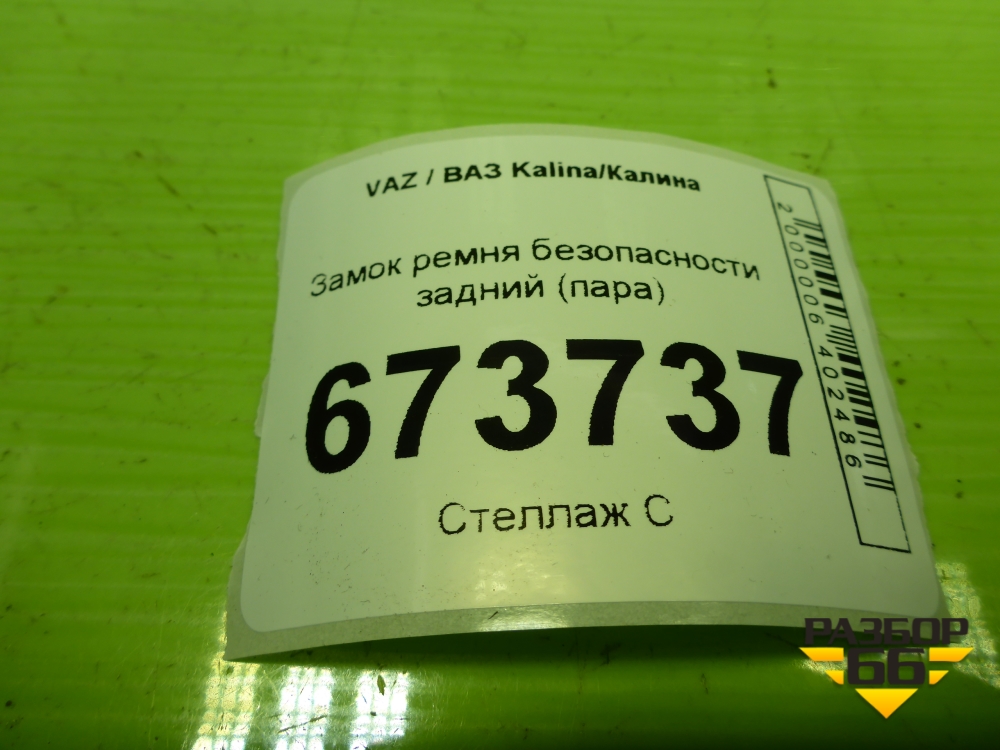 VAZ / ВАЗ Kalina/Калина
Замок ремня безопасности
задний (пара)
673737
Стеллаж С
2000006402486
РАЗБОР
66